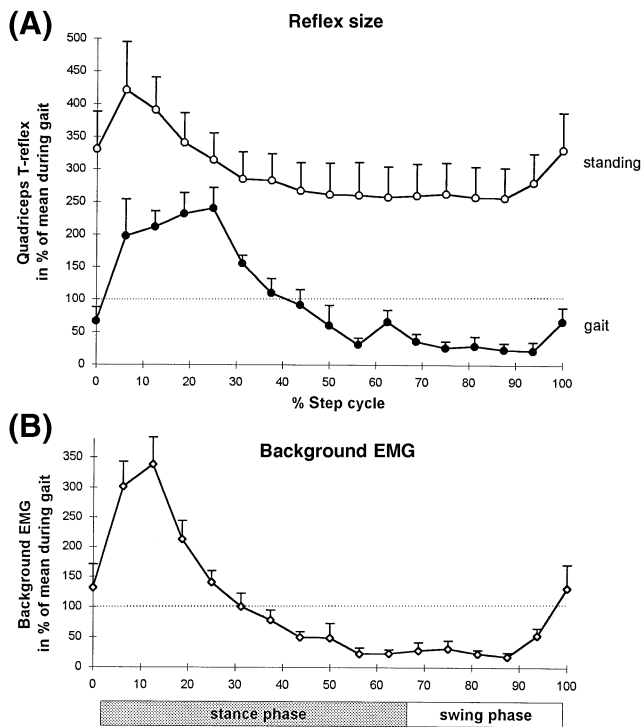 (A)
Reflex size
Quadriceps T-reflex
in % of mean during gait
500
450
400
350
300
250
200
150
100
50
0
standing
gait
0 10 20 30 40 50 60 70 80 90 100
% Step cycle
(B)
Background EMG
Background EMG
in % of mean during gait
350
300
250
200
150
100
50
0
0 10 20 30 40 50 60 70 80 90 100
stance phase swing phase